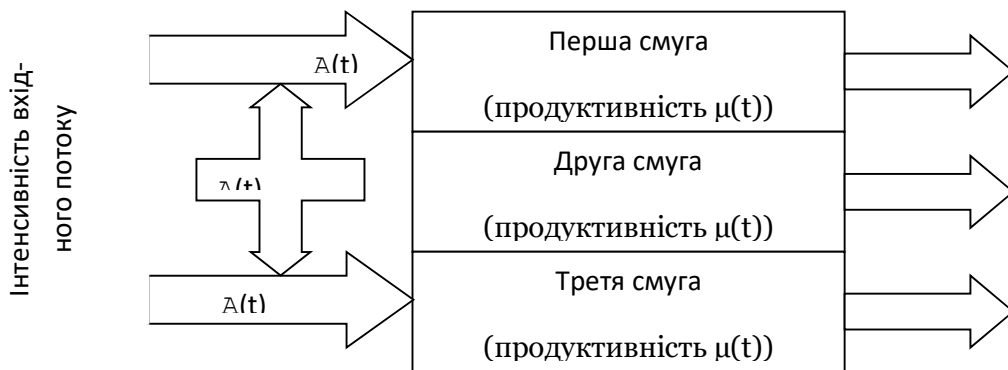 Інтенсивність вхід-
ного потоку
A(t)
A(t)
A(t)
Перша смуга
(продуктивність μ(t))
Друга смуга
(продуктивність μ(t))
Третя смуга
(продуктивність μ(t))